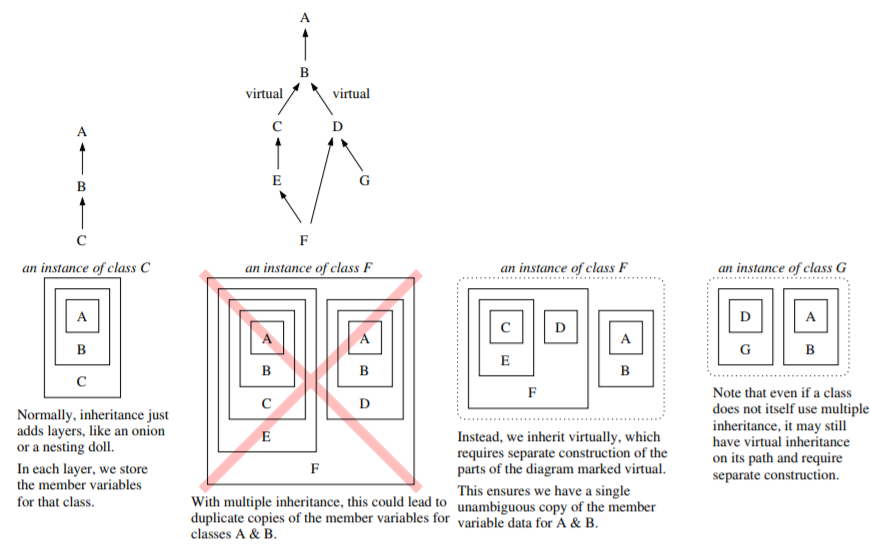 A
B
virtual virtual
C D
A
B
E G
C
F
an instance of class C
A
B
C
Normally, inheritance just
adds layers, like an onion
or a nesting doll.
In each layer, we store
the member variables
for that class.
an instance of class F
A A
B B
C D
E
F
With multiple inheritance, this could lead to
duplicate copies of the member variables for
classes A & B.
an instance of class F
C D
A
E
B
F
Instead, we inherit virtually, which
requires separate construction of the
parts of the diagram marked virtual.
This ensures we have a single
unambiguous copy of the member
variable data for A & B.
an instance of class G
D A
G B
Note that even if a class
does not itself use multiple
inheritance, it may still
have virtual inheritance
on its path and require
separate construction.